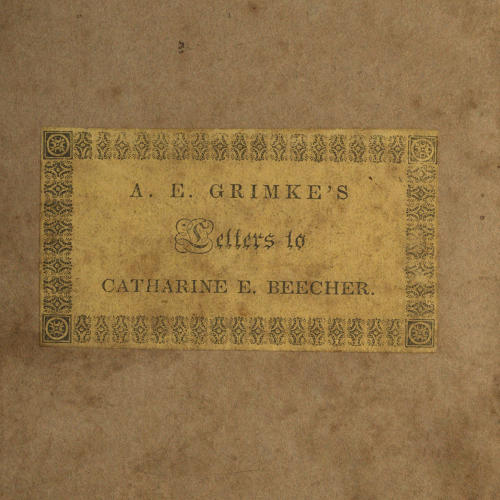 A. E. GRIMKE'S
Letters to
CATHARINE E. BEECHER.